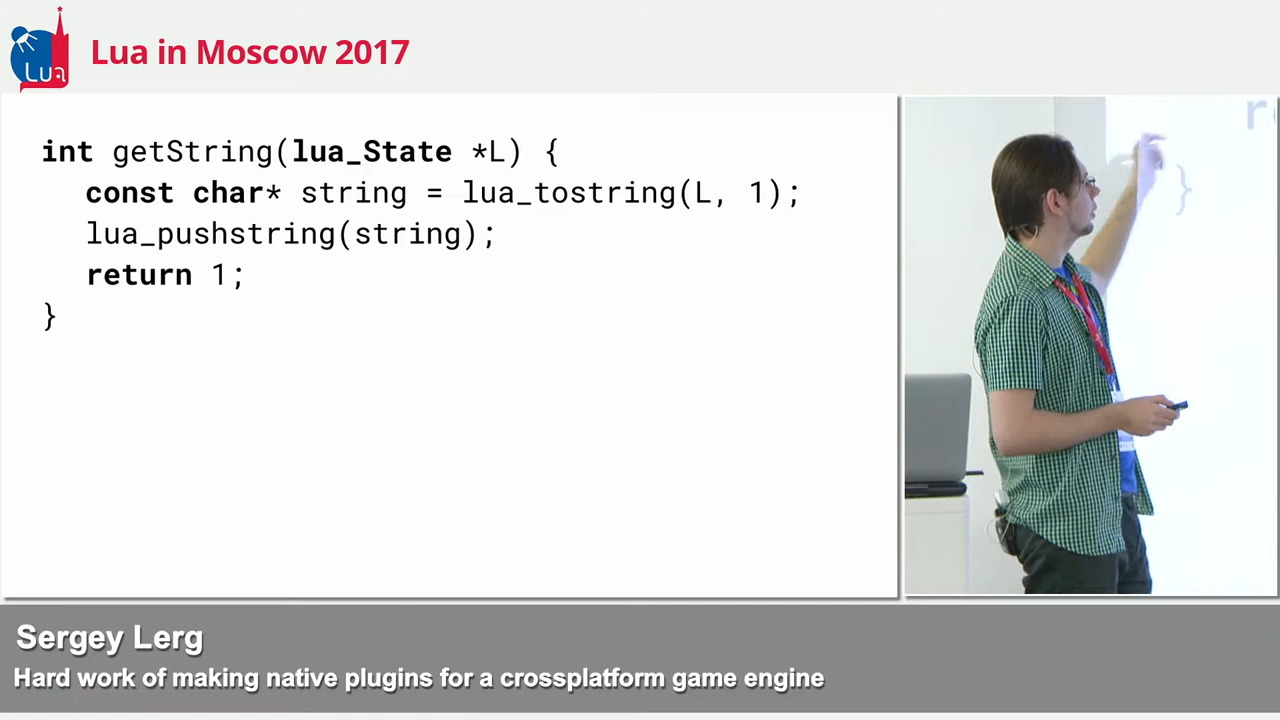 Lua
Lua in Moscow 2017
int getString(lua_State *L) {
const char* string = lua_tostring(L, 1);
lua_pushstring(string);
return 1;
}
}
Sergey Lerg
Hard work of making native plugins for a crossplatform game engine